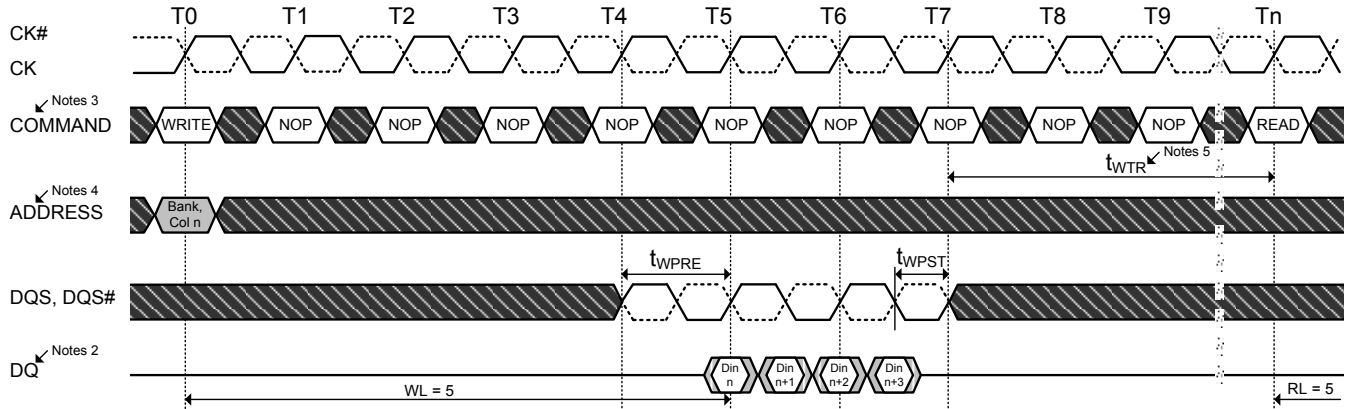 T0 T1 T2 T3 T4 T5 T6 T7 T8 T9 Tn
CK#
CK
Notes 3
COMMAND WRITE NOP NOP NOP NOP NOP NOP NOP NOP NOP READ
tWTR Notes 5
Notes 4
ADDRESS Bank, Col n
tWPRE tWPST
DQS, DQS#
Notes 2
DQ Din n Din n+1 Din n+2 Din n+3
WL = 5 RL = 5